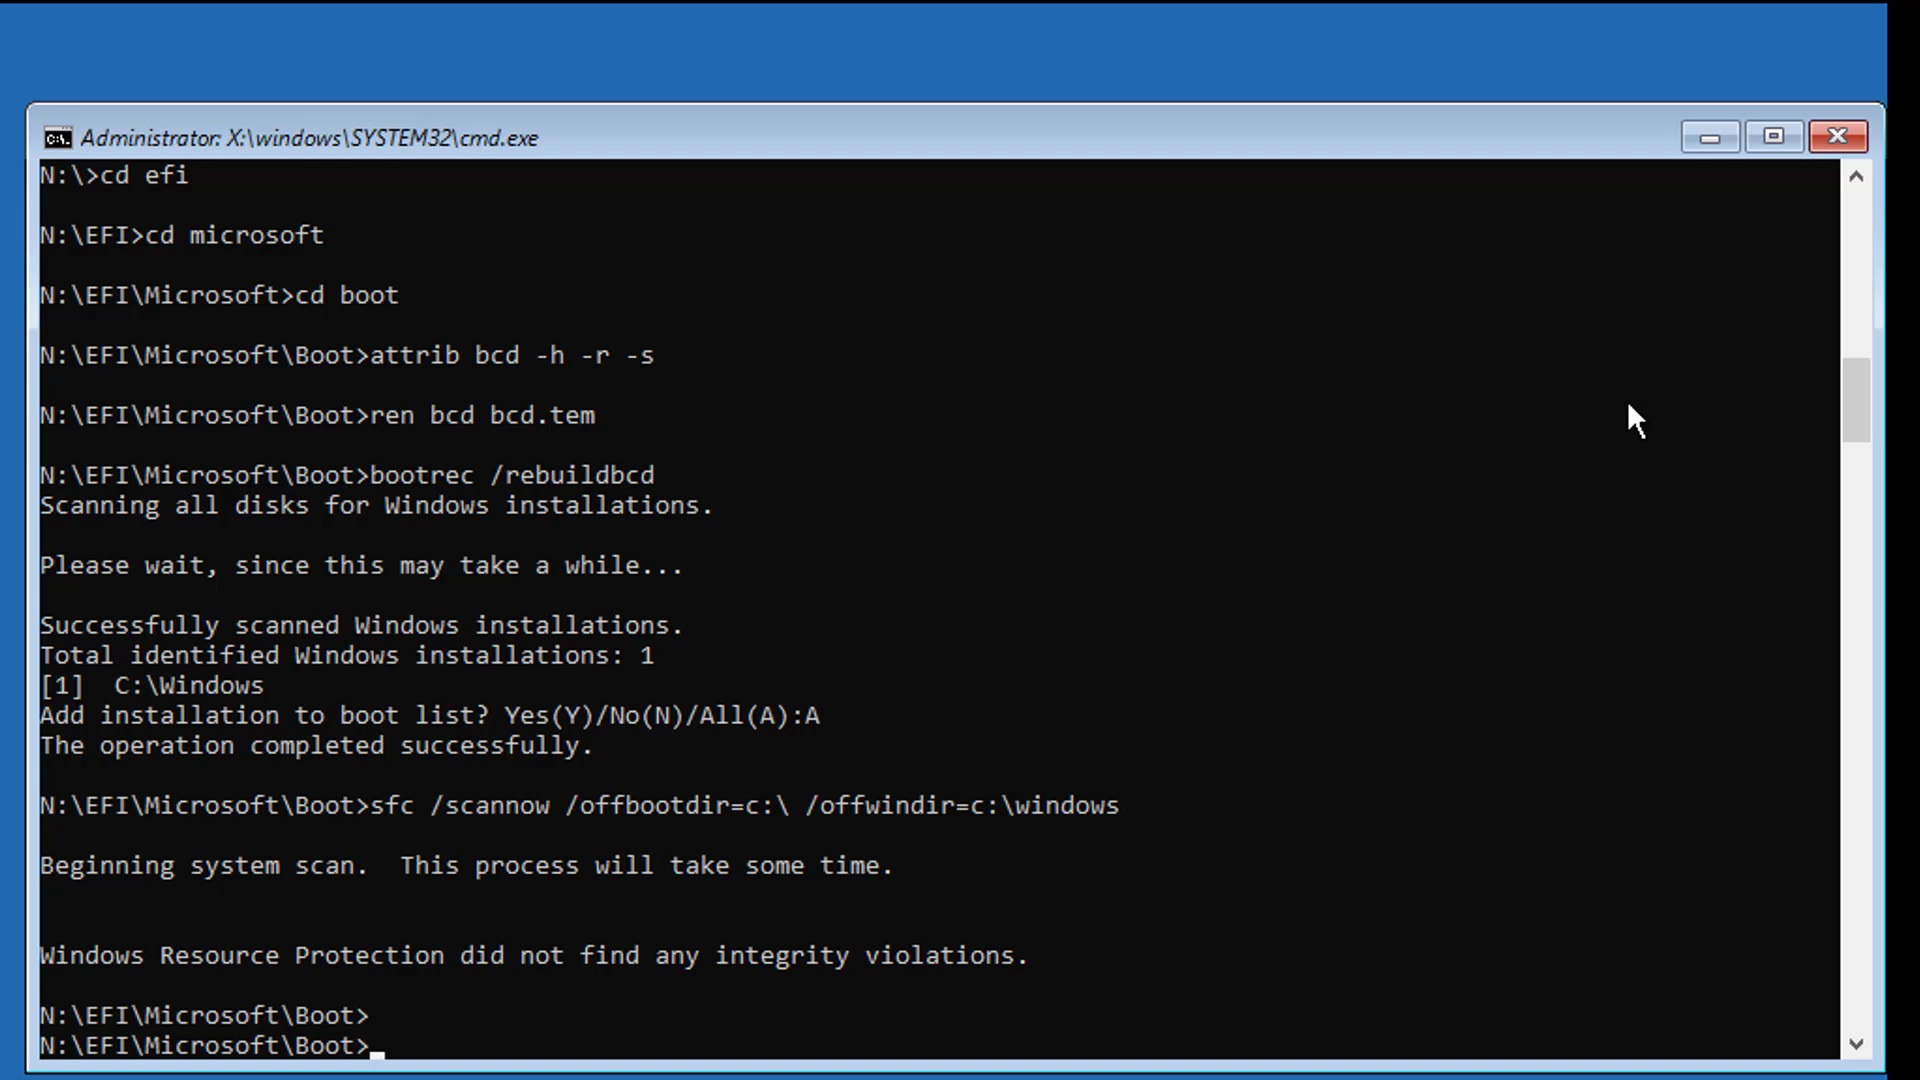 Administrator: X:\windows\SYSTEM32\cmd.exe
N:\>cd efi
N:\EFI>cd microsoft
N:\EFI\Microsoft>cd boot
N:\EFI\Microsoft\Boot>attrib bcd -h -r -s
N:\EFI\Microsoft\Boot>ren bcd bcd.tem
N:\EFI\Microsoft\Boot>bootrec /rebuildbcd
Scanning all disks for Windows installations.
Please wait, since this may take a while...
Successfully scanned Windows installations.
Total identified Windows installations: 1
[1]  C:\Windows
Add installation to boot list? Yes(Y)/No(N)/All(A):A
The operation completed successfully.
N:\EFI\Microsoft\Boot>sfc /scannow /offbootdir=c:\ /offwindir=c:\windows
Beginning system scan.  This process will take some time.
Windows Resource Protection did not find any integrity violations.
N:\EFI\Microsoft\Boot>
N:\EFI\Microsoft\Boot>